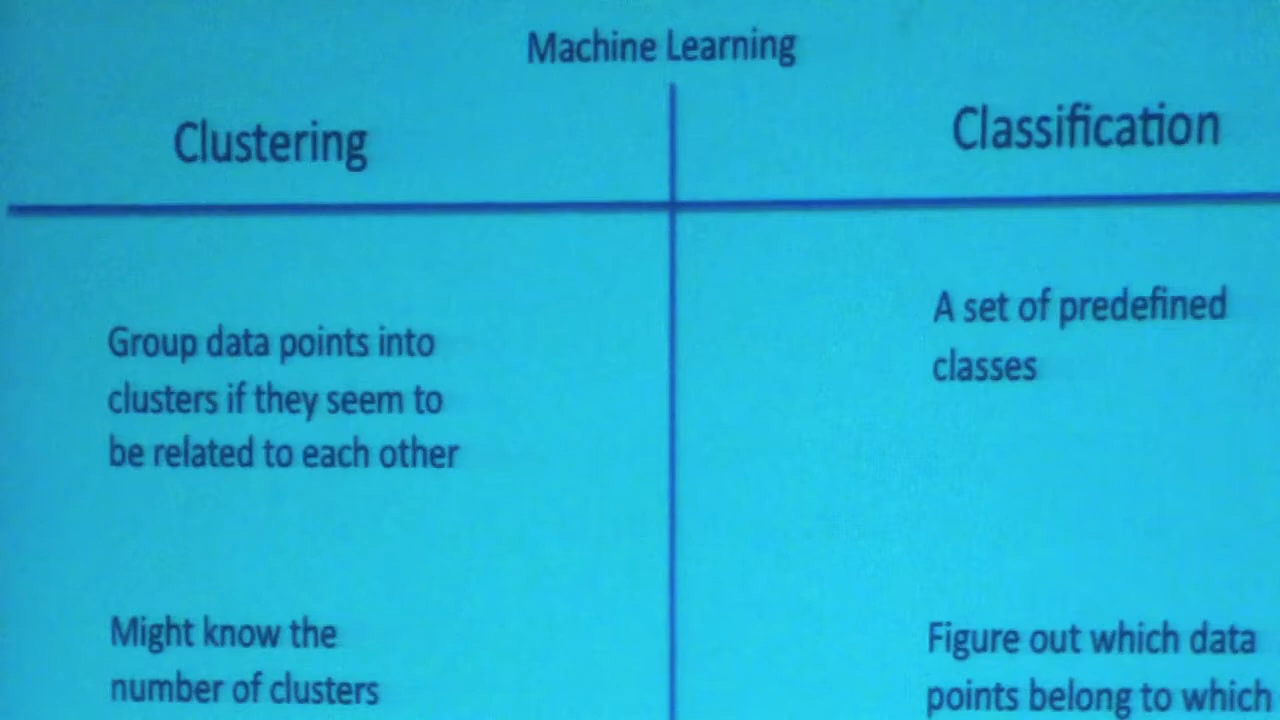 Machine Learning
Clustering
Classification
Group data points into
clusters if they seem to
be related to each other
A set of predefined
classes
Might know the
number of clusters
Figure out which data
points belong to which